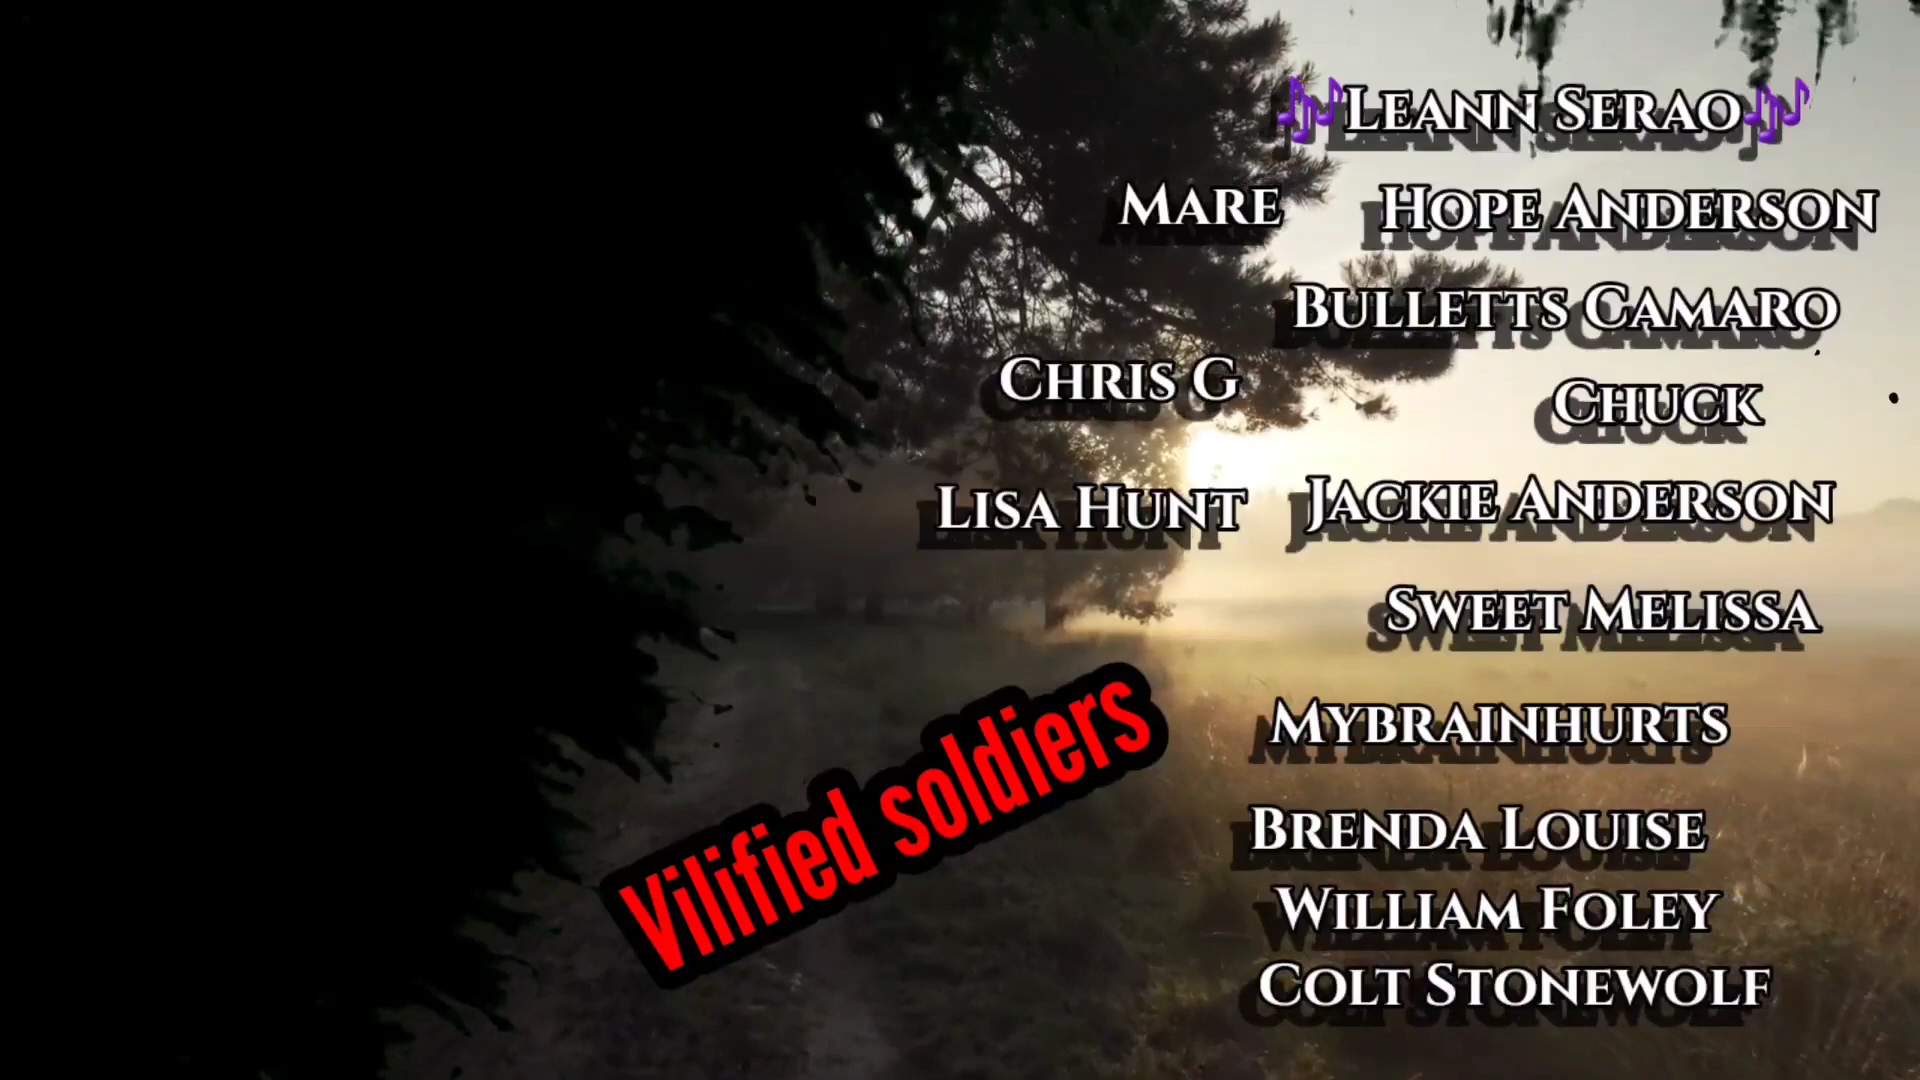 🎶Leann Serao🎶
Mare
Hope Anderson
Bulletts Camaro
Chris G
Chuck
Lisa Hunt
Jackie Anderson
Sweet Melissa
Vilified soldiers
Mybrainhurts
Brenda Louise
William Foley
Colt Stonewolf